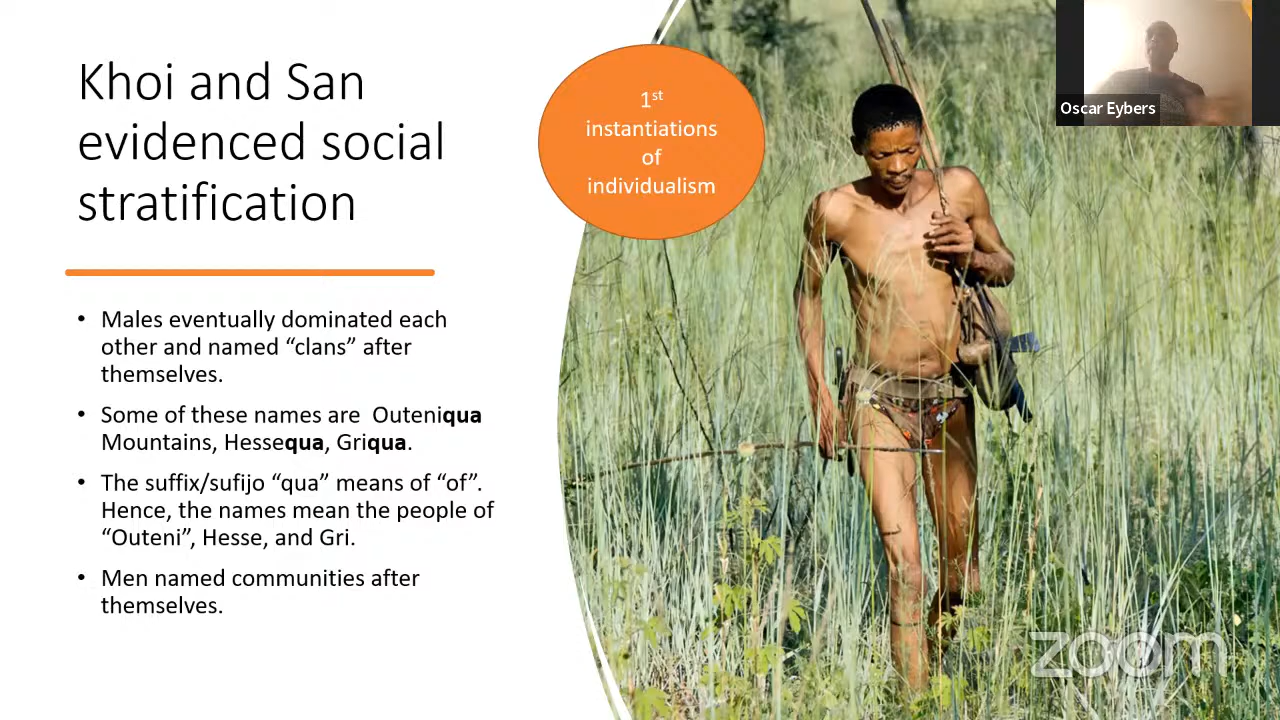 Khoi and San
evidenced social
stratification
1st
instantiations
of
individualism
• Males eventually dominated each
other and named “clans” after
themselves.
• Some of these names are  Outeniqua
Mountains, Hessequa, Griqua.
• The suffix/sufijo “qua” means of “of”.
Hence, the names mean the people of
“Outeni”, Hesse, and Gri.
• Men named communities after
themselves.
Oscar Eybers
zoom